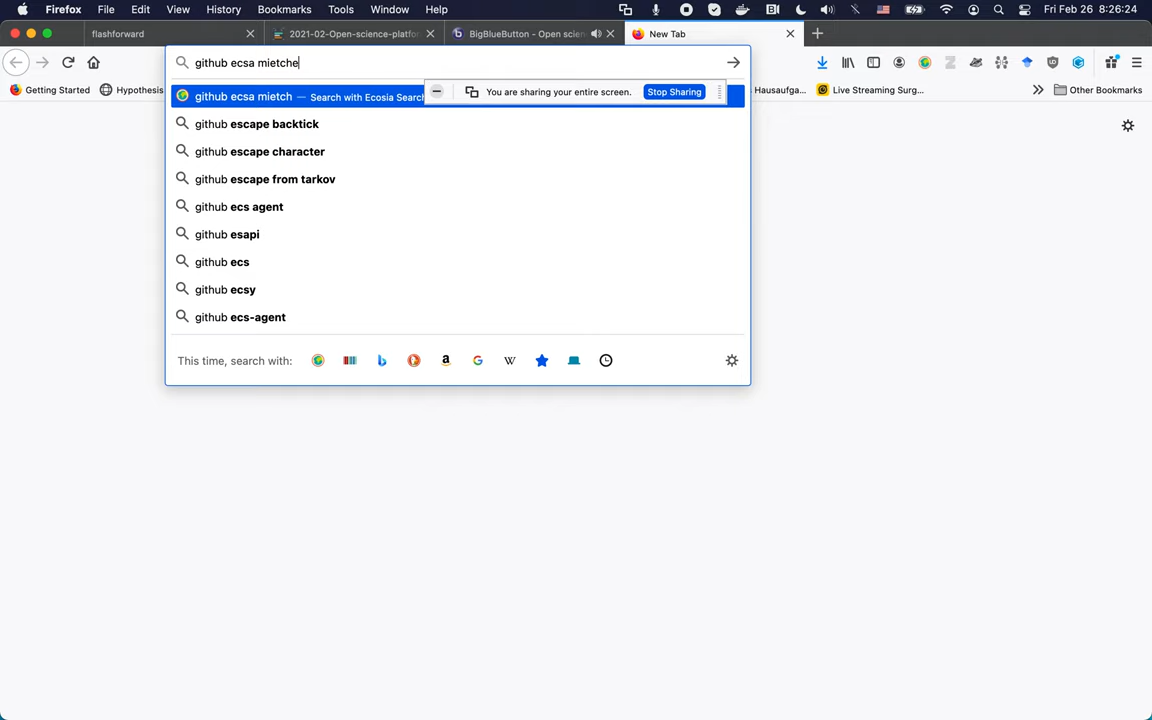 Firefox File Edit View History Bookmarks Tools Window Help Fri Feb 26 8:26:24
flashforward 2021-02-Open-science-platfo BigBlueButton - Open scien New Tab
github ecsa mietche
Getting Started Hypothesis Hausaufga... Live Streaming Surg... Other Bookmarks
github ecsa mietch — Search with Ecosia Search
You are sharing your entire screen. Stop Sharing
github escape backtick
github escape character
github escape from tarkov
github ecs agent
github esapi
github ecs
github ecsy
github ecs-agent
This time, search with: